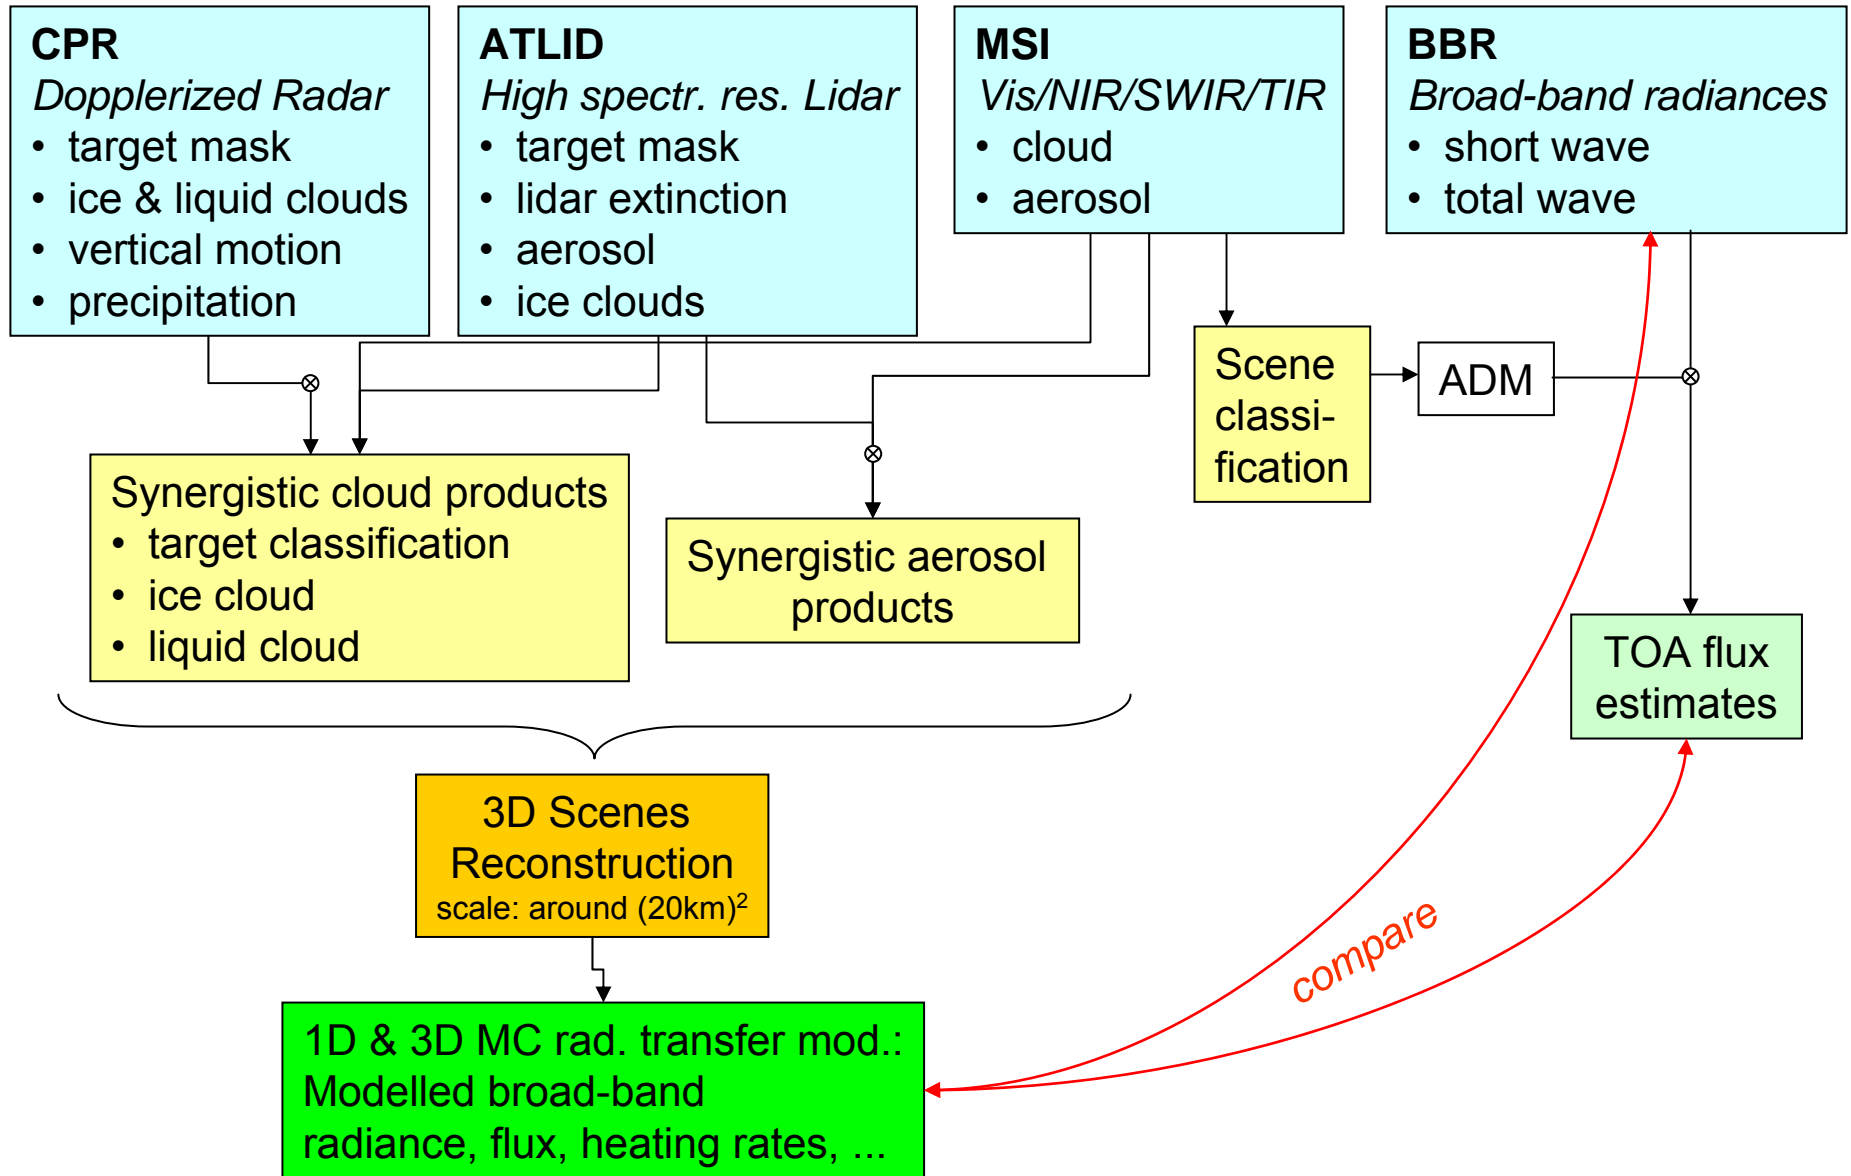 CPR
Dopplerized Radar
• target mask
• ice & liquid clouds
• vertical motion
• precipitation
ATLID
High spectr. res. Lidar
• target mask
• lidar extinction
• aerosol
• ice clouds
MSI
Vis/NIR/SWIR/TIR
• cloud
• aerosol
BBR
Broad-band radiances
• short wave
• total wave
Scene
classi-
fication
ADM
Synergistic cloud products
• target classification
• ice cloud
• liquid cloud
Synergistic aerosol
products
TOA flux
estimates
3D Scenes
Reconstruction
scale: around (20km)²
compare
1D & 3D MC rad. transfer mod.:
Modelled broad-band
radiance, flux, heating rates, ...